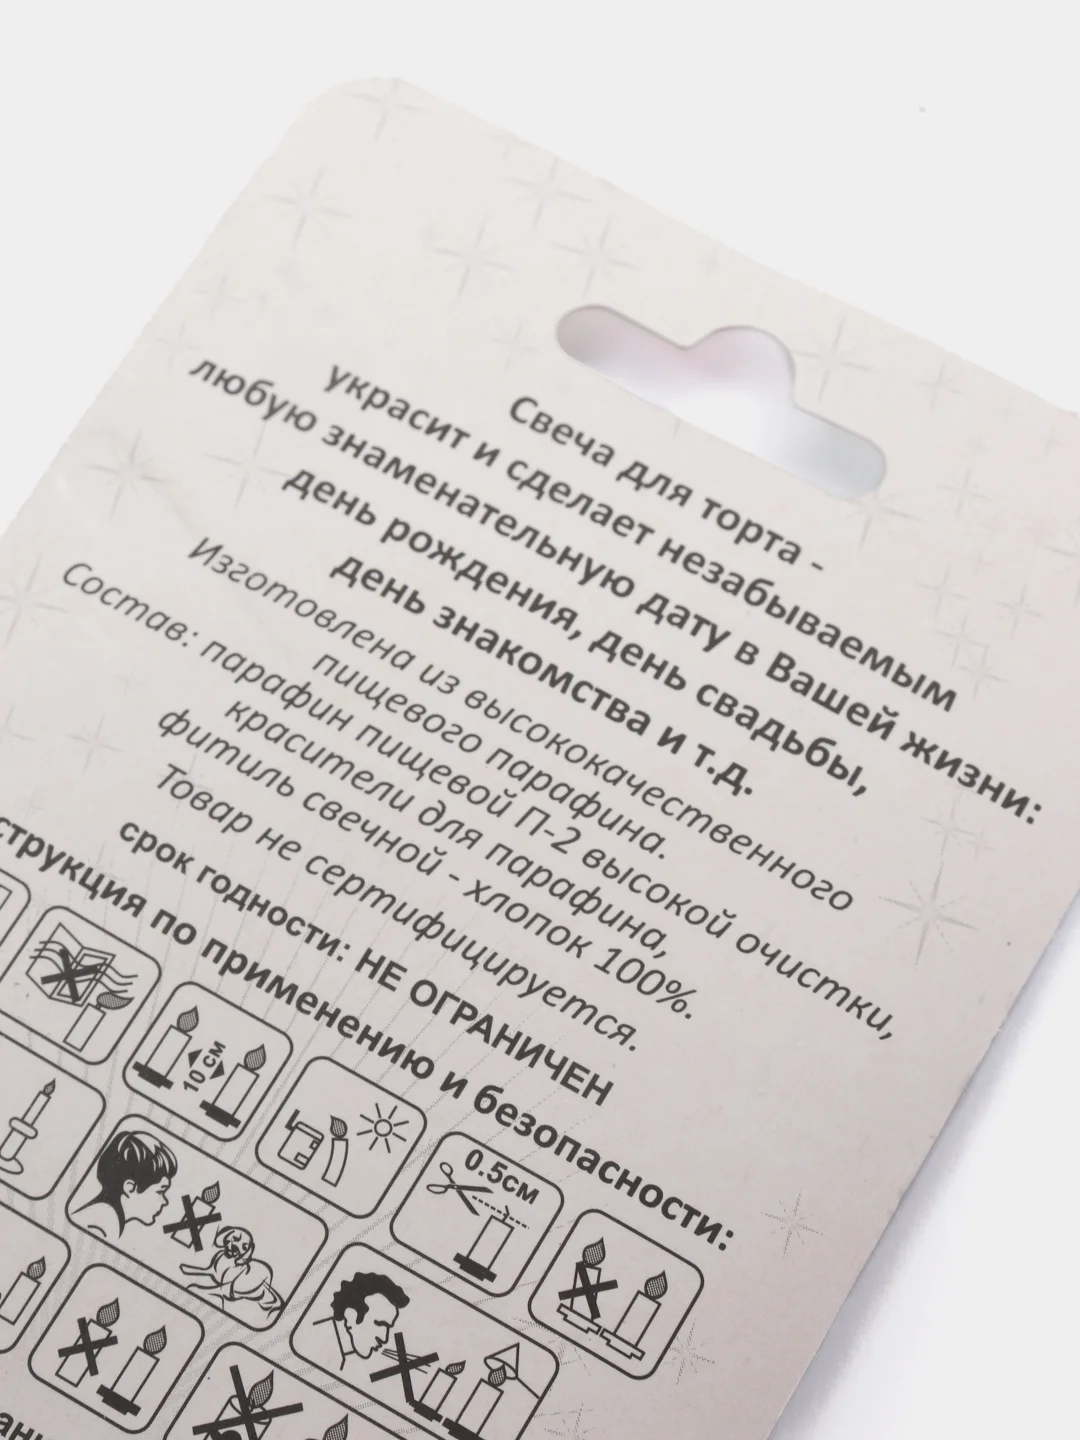 Свеча для торта -
украсит и сделает незабываемым
любую знаменательную дату в Вашей жизни:
день рождения, день свадьбы,
день знакомства и т.д.
Изготовлена из высококачественного
пищевого парафина.
Состав: парафин пищевой П-2 высокой очистки,
красители для парафина,
фитиль свечной - хлопок 100%.
Товар не сертифицируется.
срок годности: НЕ ОГРАНИЧЕН
струкция по применению и безопасности:
10 см
0.5см